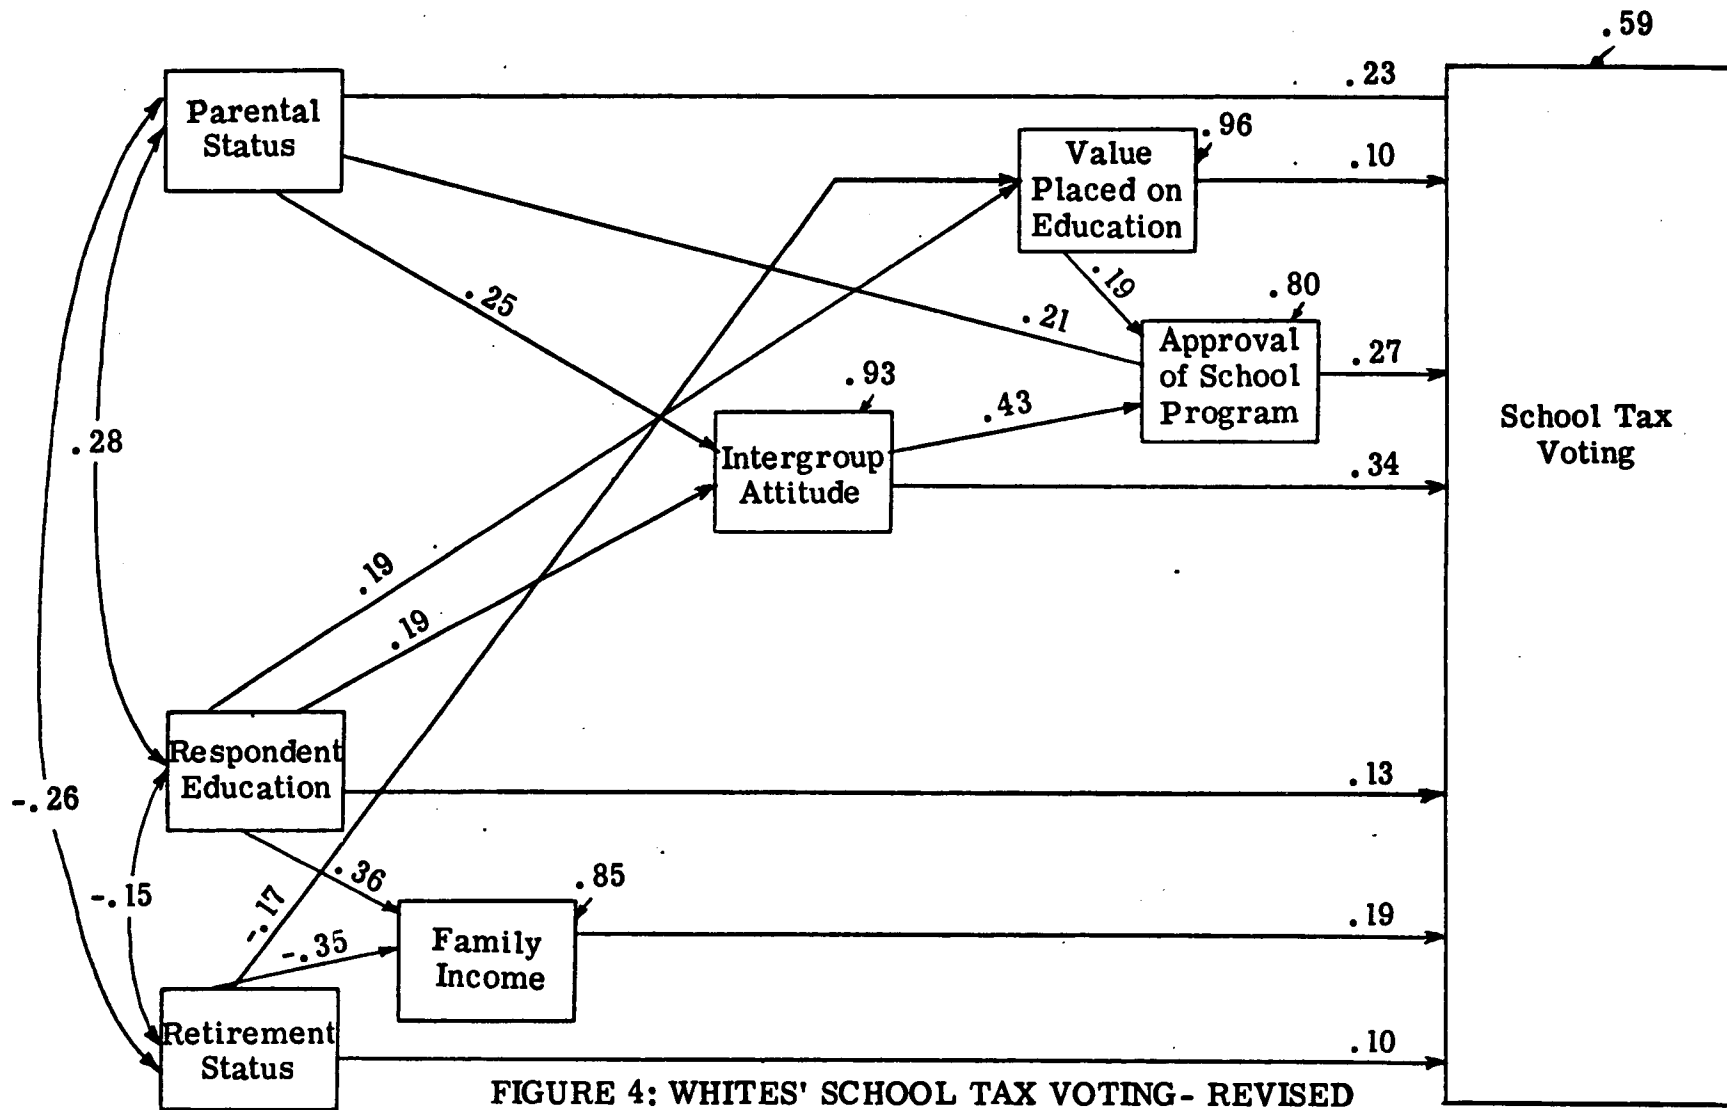 .59
Parental
Status
.23
Value
Placed on
Education
.96
.10
.19
.80
.25
.21
Approval
of School
Program
.27
.93
.43
School Tax
Voting
.28
Intergroup
Attitude
.34
.19
.19
Respondent
Education
.13
-.26
-.15
.36
.85
-.17
-.35
Family
Income
.19
Retirement
Status
.10
FIGURE 4: WHITES' SCHOOL TAX VOTING- REVISED